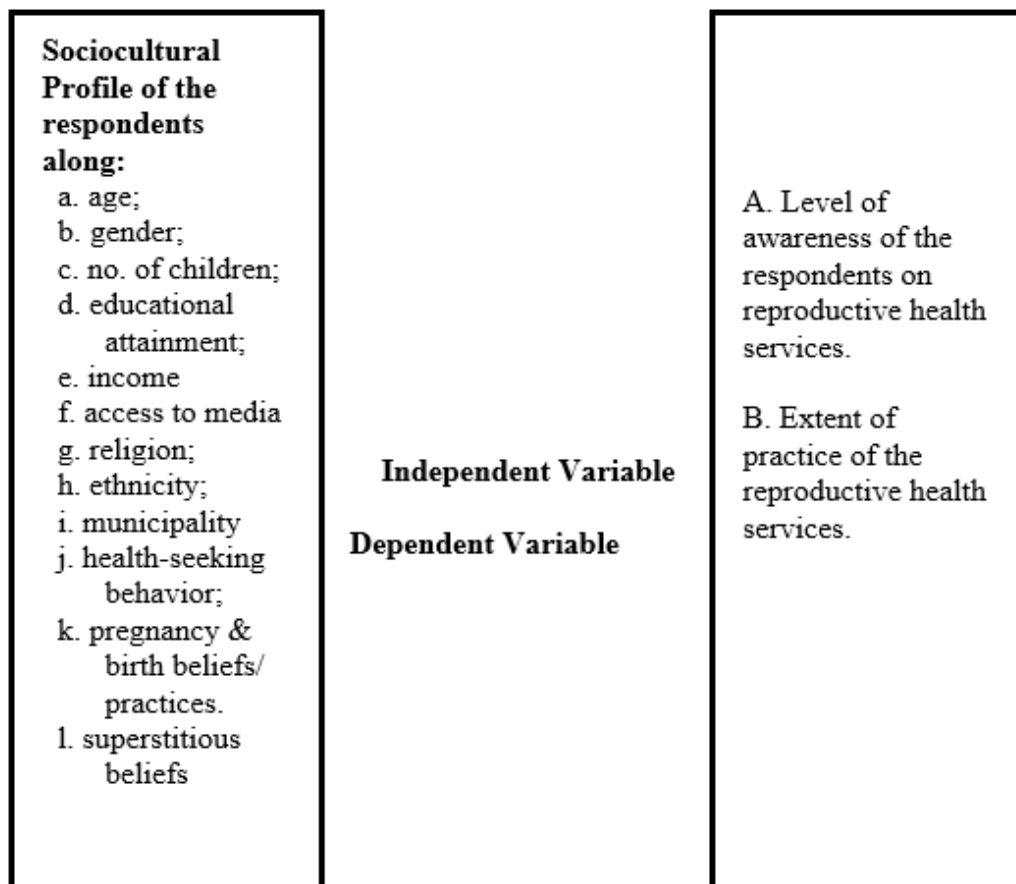 Sociocultural
Profile of the
respondents
along:
a. age;
b. gender;
c. no. of children;
d. educational
attainment;
e. income
f. access to media
g. religion;
h. ethnicity;
i. municipality
j. health-seeking
behavior;
k. pregnancy &
birth beliefs/
practices.
l. superstitious
beliefs
Independent Variable
Dependent Variable
A. Level of
awareness of the
respondents on
reproductive health
services.
B. Extent of
practice of the
reproductive health
services.